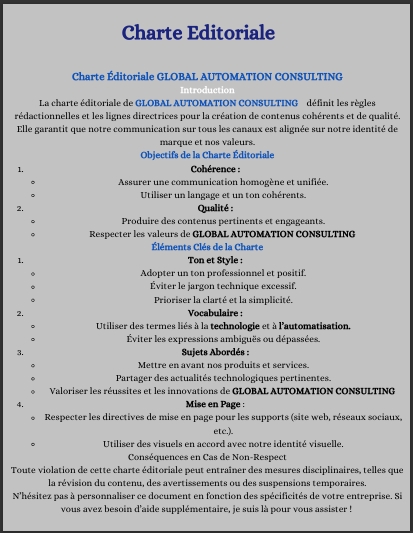 Charte Editoriale
Charte Éditoriale GLOBAL AUTOMATION CONSULTING
Introduction
La charte éditoriale de GLOBAL AUTOMATION CONSULTING définit les règles
rédactionnelles et les lignes directrices pour la création de contenus cohérents et de qualité.
Elle garantit que notre communication sur tous les canaux est alignée sur notre identité de
marque et nos valeurs.
Objectifs de la Charte Éditoriale
1. Cohérence :
○ Assurer une communication homogène et unifiée.
○ Utiliser un langage et un ton cohérents.
2. Qualité :
○ Produire des contenus pertinents et engageants.
○ Respecter les valeurs de GLOBAL AUTOMATION CONSULTING
Éléments Clés de la Charte
1. Ton et Style :
○ Adopter un ton professionnel et positif.
○ Éviter le jargon technique excessif.
○ Prioriser la clarté et la simplicité.
2. Vocabulaire :
○ Utiliser des termes liés à la technologie et à l'automatisation.
○ Éviter les expressions ambiguës ou dépassées.
3. Sujets Abordés :
○ Mettre en avant nos produits et services.
○ Partager des actualités technologiques pertinentes.
○ Valoriser les réussites et les innovations de GLOBAL AUTOMATION CONSULTING
4. Mise en Page :
○ Respecter les directives de mise en page pour les supports (site web, réseaux sociaux,
etc.).
○ Utiliser des visuels en accord avec notre identité visuelle.
Conséquences en Cas de Non-Respect
Toute violation de cette charte éditoriale peut entraîner des mesures disciplinaires, telles que
la révision du contenu, des avertissements ou des suspensions temporaires.
N'hésitez pas à personnaliser ce document en fonction des spécificités de votre entreprise. Si
vous avez besoin d'aide supplémentaire, je suis là pour vous assister !